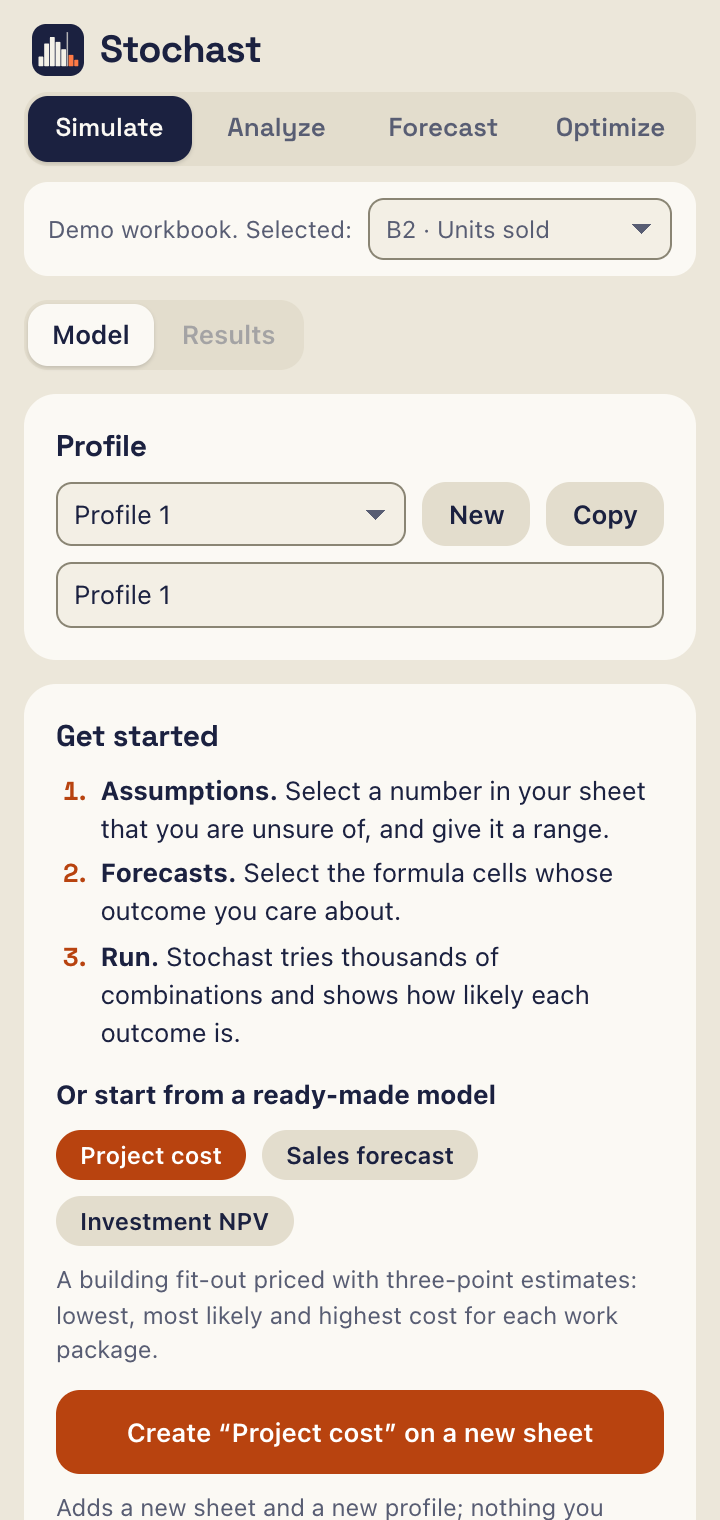 Stochast
Simulate Analyze Forecast Optimize
Demo workbook. Selected: B2 · Units sold
Model Results
Profile
Profile 1 New Copy
Profile 1
Get started
1. Assumptions. Select a number in your sheet
that you are unsure of, and give it a range.
2. Forecasts. Select the formula cells whose
outcome you care about.
3. Run. Stochast tries thousands of
combinations and shows how likely each
outcome is.
Or start from a ready-made model
Project cost Sales forecast
Investment NPV
A building fit-out priced with three-point estimates:
lowest, most likely and highest cost for each work
package.
Create “Project cost” on a new sheet
Adds a new sheet and a new profile; nothing you